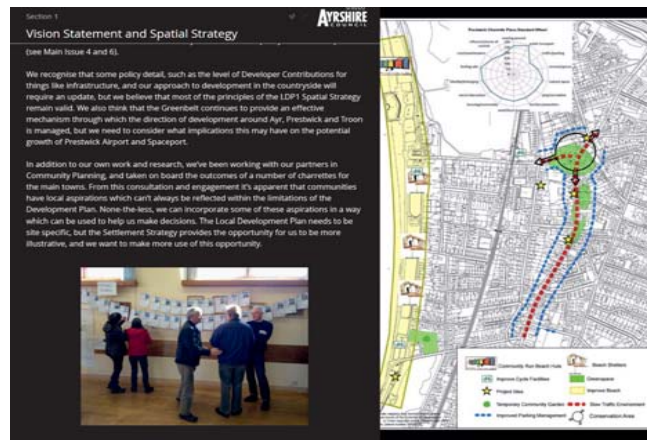 Section 1
AYRSHIRE
COUNCIL
Vision Statement and Spatial Strategy
(see Main Issue 4 and 6).
We recognise that some policy detail, such as the level of Developer Contributions for
things like infrastructure, and our approach to development in the countryside will
require an update, but we believe that most of the principles of the LDP1 Spatial Strategy
remain valid. We also think that the Greenbelt continues to provide an effective
mechanism through which the direction of development around Ayr, Prestwick and Troon
is managed, but we need to consider what implications this may have on the potential
growth of Prestwick Airport and Spaceport.
In addition to our own work and research, we've been working with our partners in
Community Planning, and taken on board the outcomes of a number of charrettes for
the main towns. From this consultation and engagement it's apparent that communities
have local aspirations which can't always be reflected within the limitations of the
Development Plan. None-the-less, we can incorporate some of these aspirations in a way
which can be used to help us make decisions. The Local Development Plan needs to be
site specific, but the Settlement Strategy provides the opportunity for us to be more
illustrative, and we want to make more use of this opportunity.
Prestwick Charrette Place Standard Effect
Community Run Beach Huts
Beach Shelters
Improve Cycle Facilities
Greenspace
Project Sites
Improve Beach
Temporary Community Garden
Slow Traffic Environment
Improved Parking Management
Conservation Area